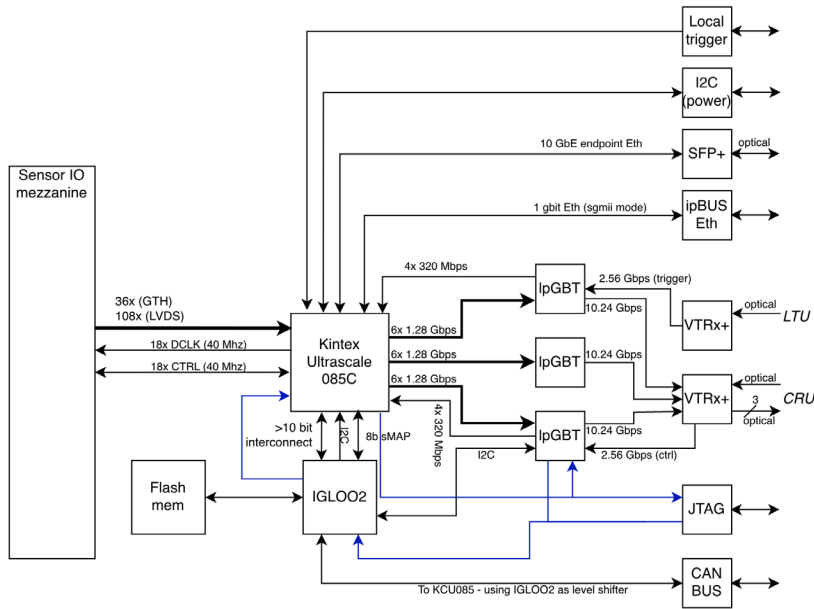 Local
trigger
I2C
(power)
10 GbE endpoint Eth
SFP+
optical
Sensor IO
mezzanine
1 gbit Eth (sgmii mode)
ipBUS
Eth
4x 320 Mbps
lpGBT
2.56 Gbps (trigger)
36x (GTH)
108x (LVDS)
10.24 Gbps
VTRx+
optical
LTU
Kintex
Ultrascale
085C
6x 1.28 Gbps
18x DCLK (40 Mhz)
6x 1.28 Gbps
lpGBT
10.24 Gbps
18x CTRL (40 Mhz)
6x 1.28 Gbps
VTRx+
optical
CRU
3
optical
4x 320 Mbps
lpGBT
10.24 Gbps
>10 bit
interconnect
I2C
8b sMAP
I2C
2.56 Gbps (ctrl)
Flash
mem
IGLOO2
JTAG
To KCU085 - using IGLOO2 as level shifter
CAN
BUS